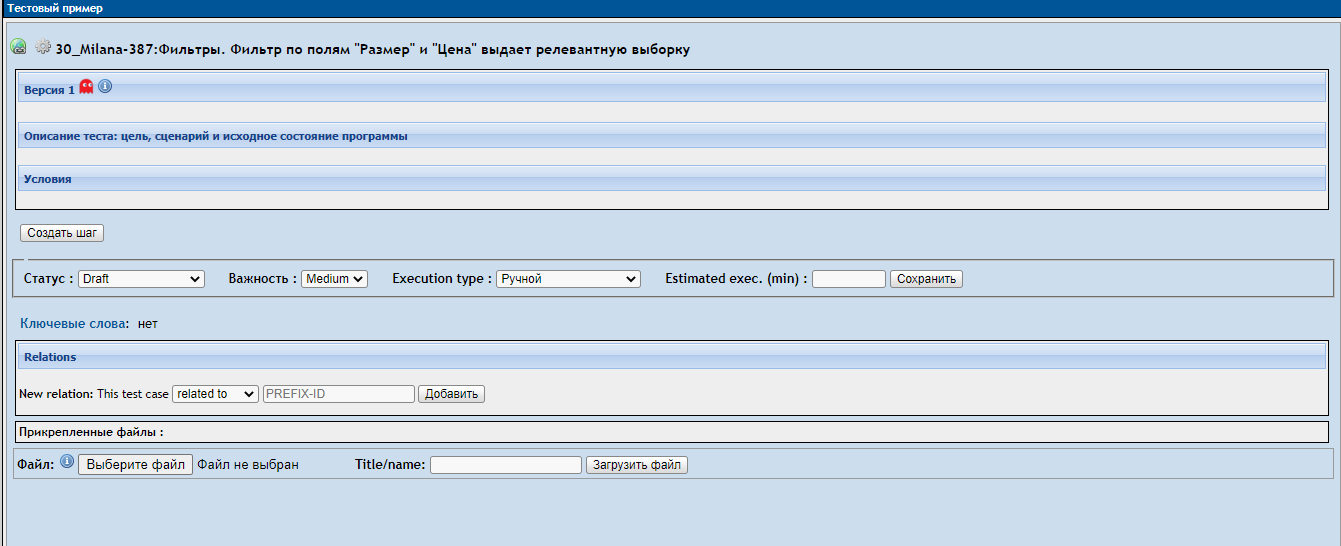 Тестовый пример
30_Milana-387:Фильтры. Фильтр по полям "Размер" и "Цена" выдает релевантную выборку
Версия 1
Описание теста: цель, сценарий и исходное состояние программы
Условия
Создать шаг
Статус : Draft Важность : Medium Execution type : Ручной Estimated exec. (min) : Сохранить
Ключевые слова: нет
Relations
New relation: This test case related to PREFIX-ID Добавить
Прикрепленные файлы :
Файл: Выберите файл Файл не выбран Title/name: Загрузить файл